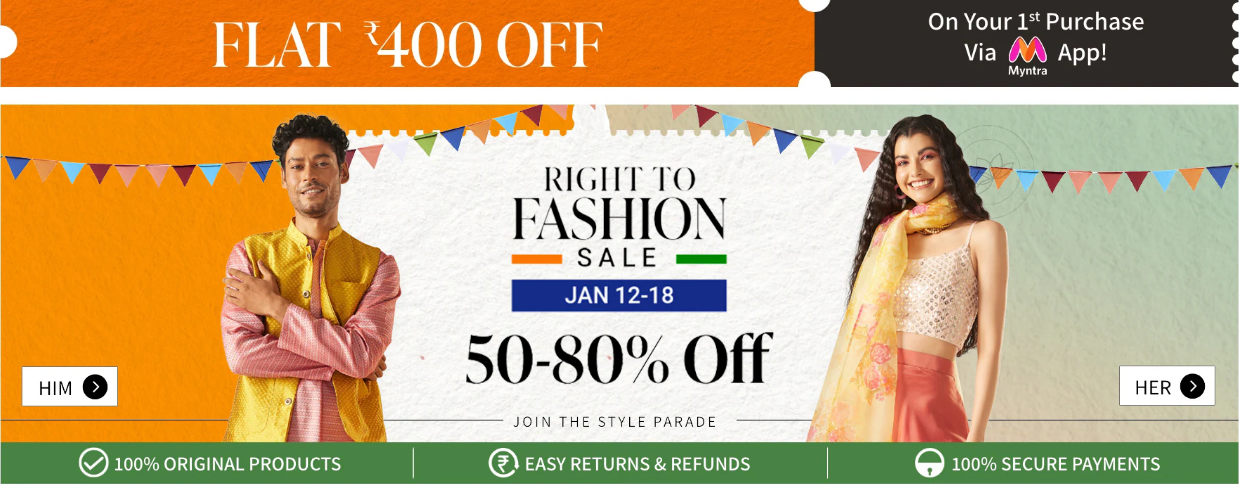 FLAT ₹400 OFF
On Your 1st Purchase
Via Myntra App!
RIGHT TO
FASHION
SALE
JAN 12-18
50-80% Off
HIM
HER
JOIN THE STYLE PARADE
100% ORIGINAL PRODUCTS
EASY RETURNS & REFUNDS
100% SECURE PAYMENTS